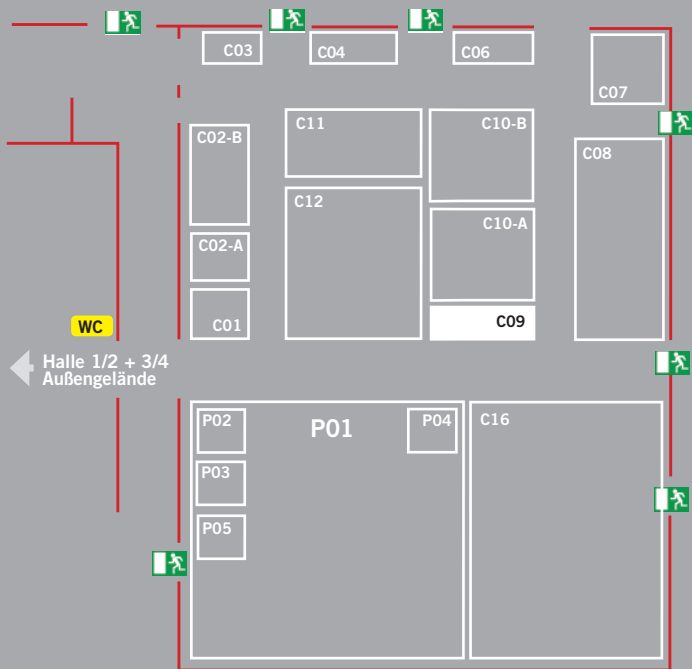 C03
C04
C06
C07
C02-B
C11
C10-B
C08
C12
C10-A
C02-A
C01
C09
WC
Halle 1/2 + 3/4
Außengelände
P02
P01
P04
C16
P03
P05